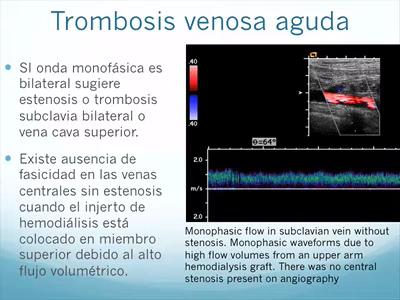 Trombosis venosa aguda
SI onda monofásica es
bilateral sugiere
estenosis o trombosis
subclavia bilateral o
vena cava superior.
Existe ausencia de
fasicidad en las venas
centrales sin estenosis
cuando el injerto de
hemodiálisis está
colocado en miembro
superior debido al alto
flujo volumétrico.
.40
.40
θ=64°
2.0
m/s
2.0
Monophasic flow in subclavian vein without
stenosis. Monophasic waveforms due to
high flow volumes from an upper arm
hemodialysis graft. There was no central
stenosis present on angiography